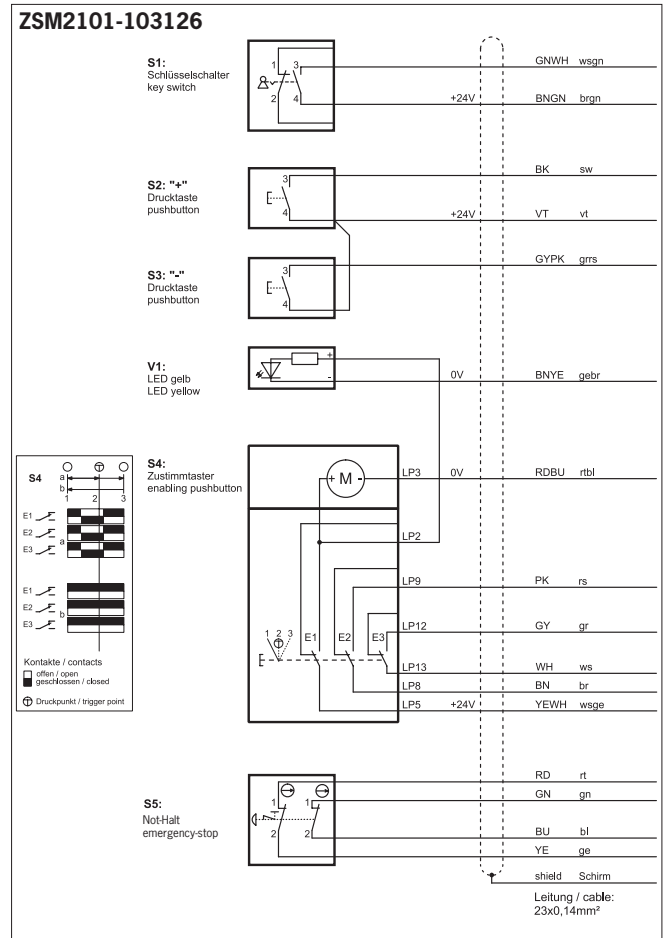 ZSM2101-103126
S1:
Schlüsselschalter
key switch
1 3
2 4
GNWH wsgn
+24V BNGN brgn
S2: "+"
Drucktaste
pushbutton
3
4
BK sw
+24V VT vt
S3: "-"
Drucktaste
pushbutton
3
4
GYPK grrs
V1:
LED gelb
LED yellow
+
-
0V BNYE gebr
S4:
Zustimmtaster
enabling pushbutton
+ M -
LP3 0V RDBU rtbl
LP2
LP9 PK rs
LP12 GY gr
1 2 3 E1 E2 E3
LP13 WH ws
LP8 BN br
LP5 +24V YEWH wsge
S4
a
b
1 2 3
E1
E2
E3 a
E1
E2
E3 b
Kontakte / contacts
offen / open
geschlossen / closed
Druckpunkt / trigger point
S5:
Not-Halt
emergency-stop
1 1
2 2
RD rt
GN gn
BU bl
YE ge
shield Schirm
Leitung / cable:
23x0,14mm²